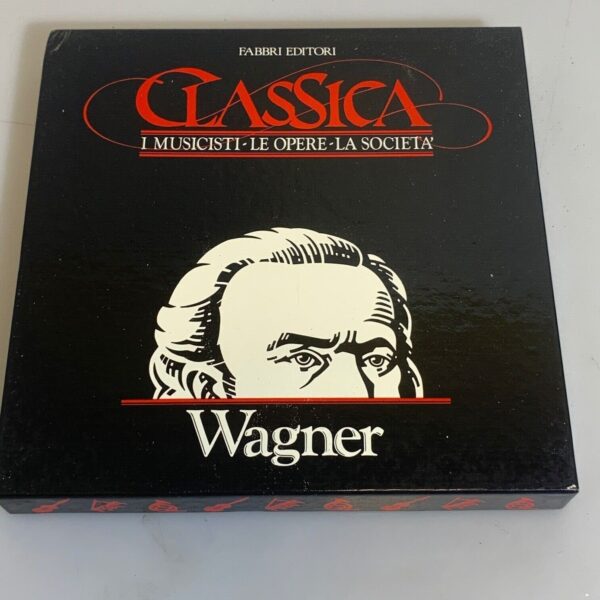 FABBRI EDITORI
CLASSICA
I MUSICISTI-LE OPERE-LA SOCIETA'
Wagner